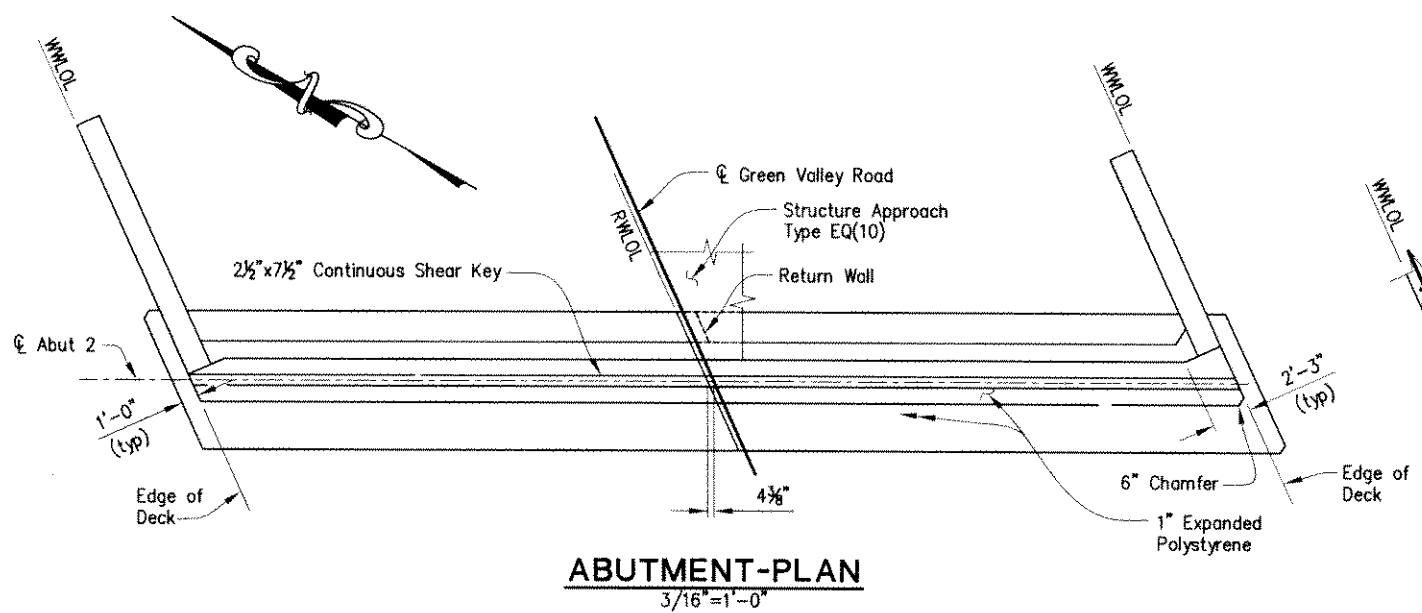 WWLOL
WWLOL
WWLOL
℄ Green Valley Road
RWLOL
Structure Approach
Type EQ(10)
2½"x7½" Continuous Shear Key
Return Wall
℄ Abut 2
1'-0"
(typ)
2'-3"
(typ)
Edge of
Deck
4⅜"
6" Chamfer
Edge of
Deck
1" Expanded
Polystyrene
ABUTMENT-PLAN
3/16"=1'-0"